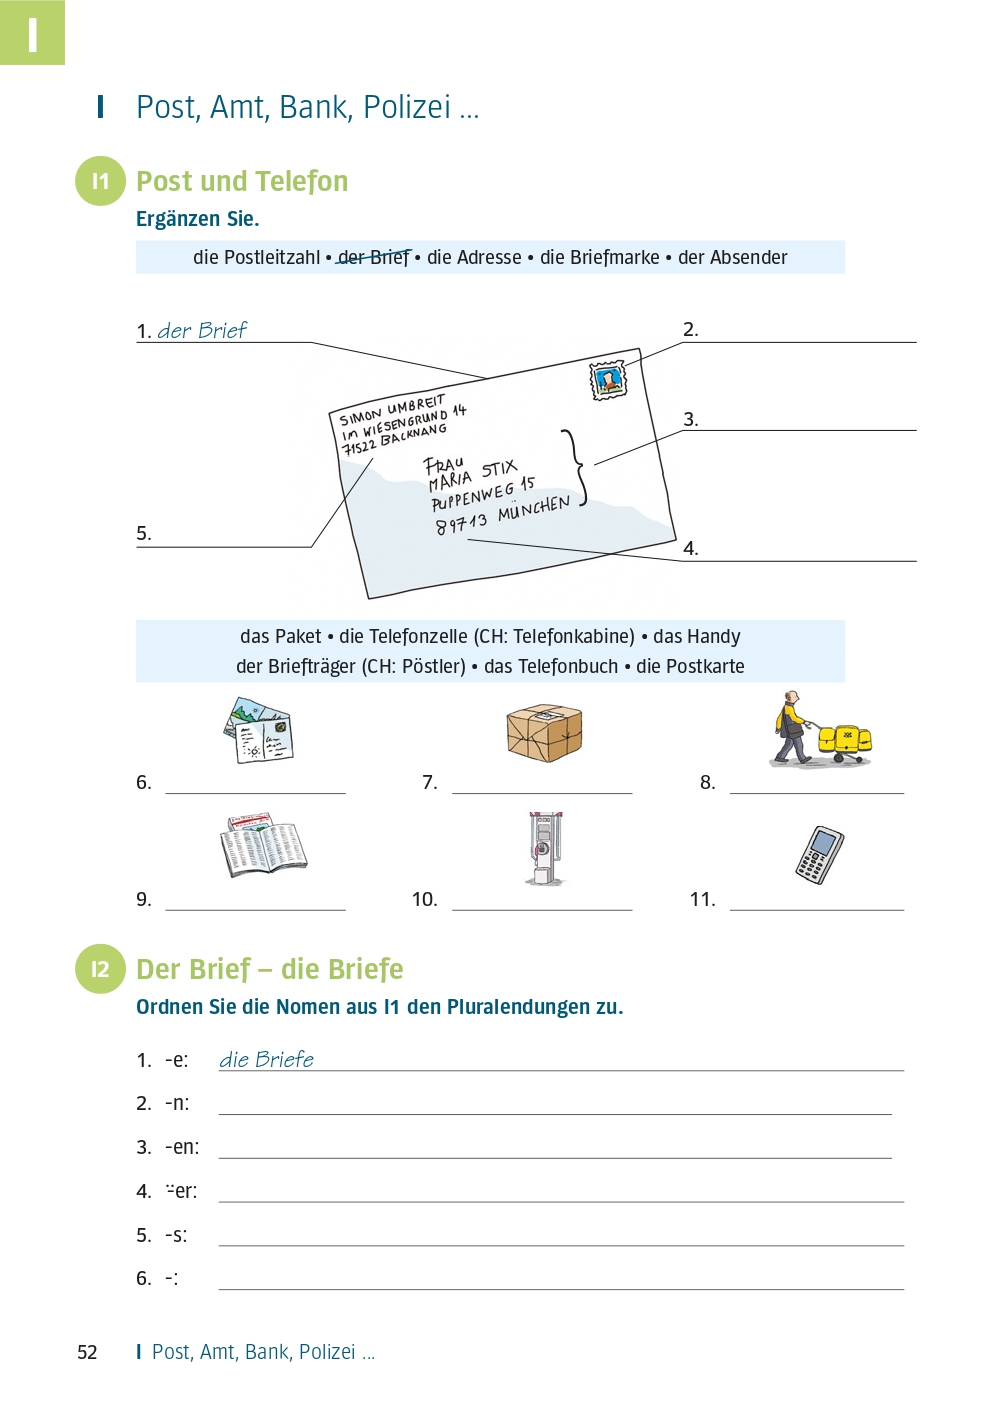 I
I Post, Amt, Bank, Polizei ...
I1 Post und Telefon
Ergänzen Sie.
die Postleitzahl • der Brief • die Adresse • die Briefmarke • der Absender
1. der Brief
2.
SIMON UMBREIT
IM WIESENGRUND 14
71522 BACKNANG
3.
FRAU
MARIA STIX
PUPPENWEG 15
89713 MÜNCHEN
5.
4.
das Paket • die Telefonzelle (CH: Telefonkabine) • das Handy
der Briefträger (CH: Pöstler) • das Telefonbuch • die Postkarte
6.
7.
8.
9.
10.
11.
I2 Der Brief – die Briefe
Ordnen Sie die Nomen aus I1 den Pluralendungen zu.
1. -e: die Briefe
2. -n:
3. -en:
4. ¨-er:
5. -s:
6. -:
52 I Post, Amt, Bank, Polizei ...